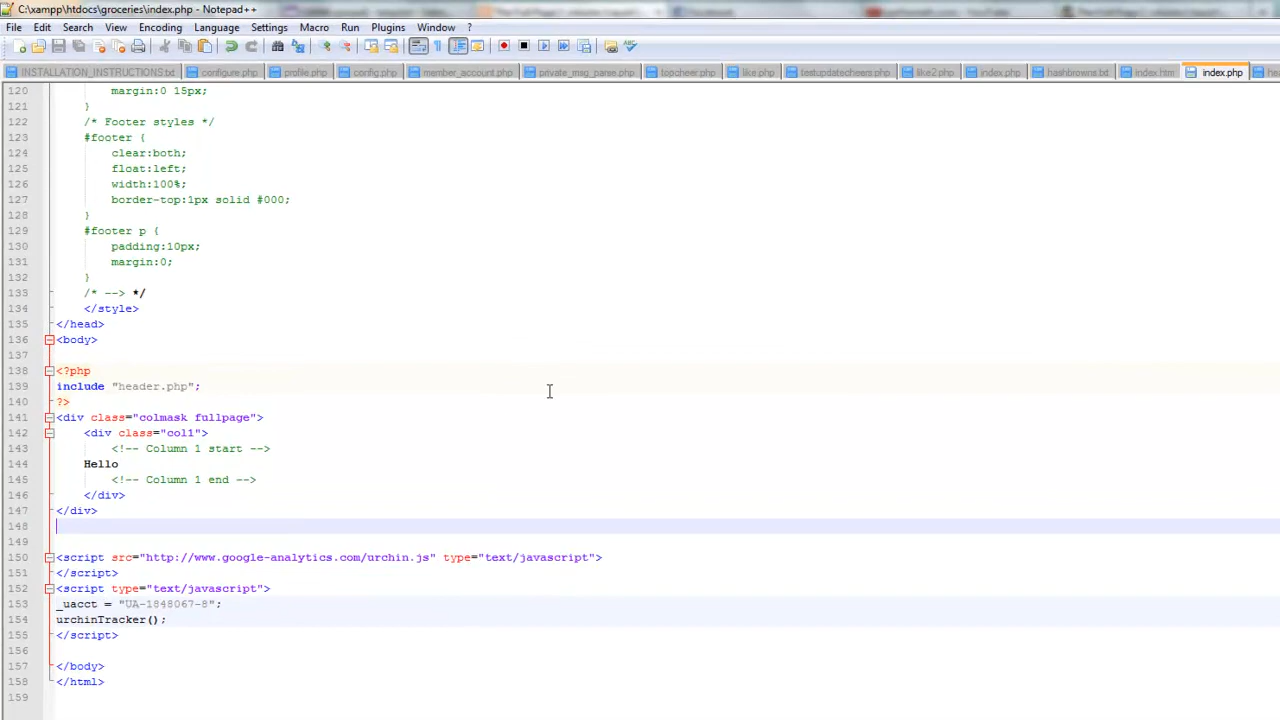 C:\xampp\htdocs\groceries\index.php - Notepad++
File Edit Search View Encoding Language Settings Macro Run Plugins Window ?
INSTALLATION_INSTRUCTIONS.txt configure.php profile.php config.php member_account.php private_msg_parse.php topcheer.php like.php testupdatecheers.php like2.php index.php hashbrowns.txt index.htm index.php
120 margin:0 15px;
121 }
122 /* Footer styles */
123 #footer {
124 clear:both;
125 float:left;
126 width:100%;
127 border-top:1px solid #000;
128 }
129 #footer p {
130 padding:10px;
131 margin:0;
132 }
133 /* --> */
134 </style>
135 </head>
136 <body>
137
138 <?php
139 include "header.php";
140 ?>
141 <div class="colmask fullpage">
142 <div class="col1">
143 <!-- Column 1 start -->
144 Hello
145 <!-- Column 1 end -->
146 </div>
147 </div>
148
149
150 <script src="http://www.google-analytics.com/urchin.js" type="text/javascript">
151 </script>
152 <script type="text/javascript">
153 _uacct = "UA-1848067-8";
154 urchinTracker();
155 </script>
156
157 </body>
158 </html>
159